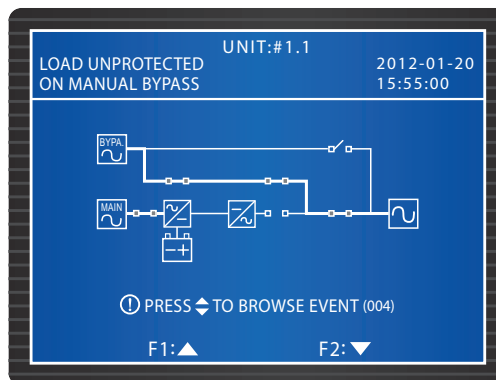 UNIT:#1.1
LOAD UNPROTECTED
ON MANUAL BYPASS
2012-01-20
15:55:00
BYPA.
MAIN
PRESS TO BROWSE EVENT (004)
F1:
F2: